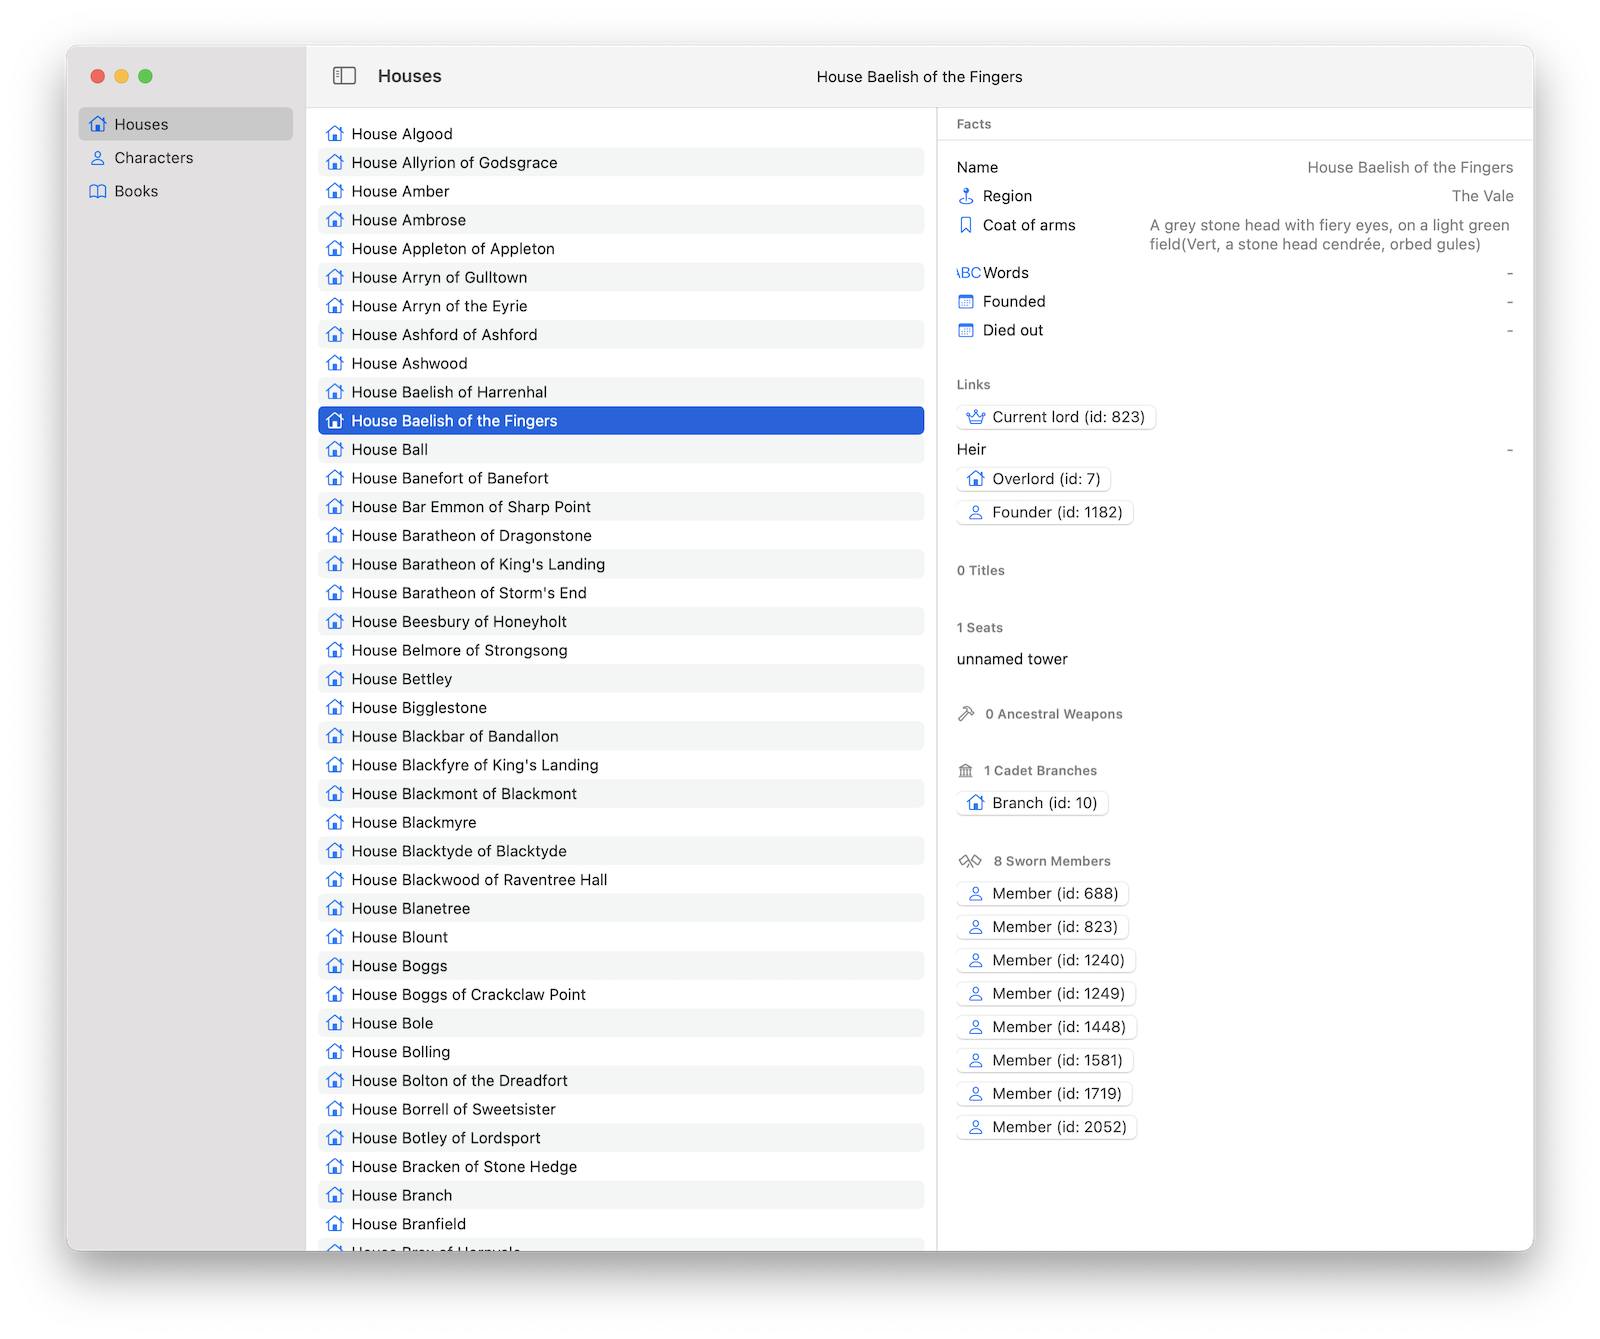 Houses
House Baelish of the Fingers
Houses
Characters
Books
House Algood
House Allyrion of Godsgrace
House Amber
House Ambrose
House Appleton of Appleton
House Arryn of Gulltown
House Arryn of the Eyrie
House Ashford of Ashford
House Ashwood
House Baelish of Harrenhal
House Baelish of the Fingers
House Ball
House Banefort of Banefort
House Bar Emmon of Sharp Point
House Baratheon of Dragonstone
House Baratheon of King's Landing
House Baratheon of Storm's End
House Beesbury of Honeyholt
House Belmore of Strongsong
House Bettley
House Bigglestone
House Blackbar of Bandallon
House Blackfyre of King's Landing
House Blackmont of Blackmont
House Blackmyre
House Blacktyde of Blacktyde
House Blackwood of Raventree Hall
House Blanetree
House Blount
House Boggs
House Boggs of Crackclaw Point
House Bole
House Bolling
House Bolton of the Dreadfort
House Borrell of Sweetsister
House Botley of Lordsport
House Bracken of Stone Hedge
House Branch
House Branfield
Facts
Name House Baelish of the Fingers
Region The Vale
Coat of arms A grey stone head with fiery eyes, on a light green
field(Vert, a stone head cendrée, orbed gules)
ABC Words -
Founded -
Died out -
Links
Current lord (id: 823)
Heir -
Overlord (id: 7)
Founder (id: 1182)
0 Titles
1 Seats
unnamed tower
0 Ancestral Weapons
1 Cadet Branches
Branch (id: 10)
8 Sworn Members
Member (id: 688)
Member (id: 823)
Member (id: 1240)
Member (id: 1249)
Member (id: 1448)
Member (id: 1581)
Member (id: 1719)
Member (id: 2052)